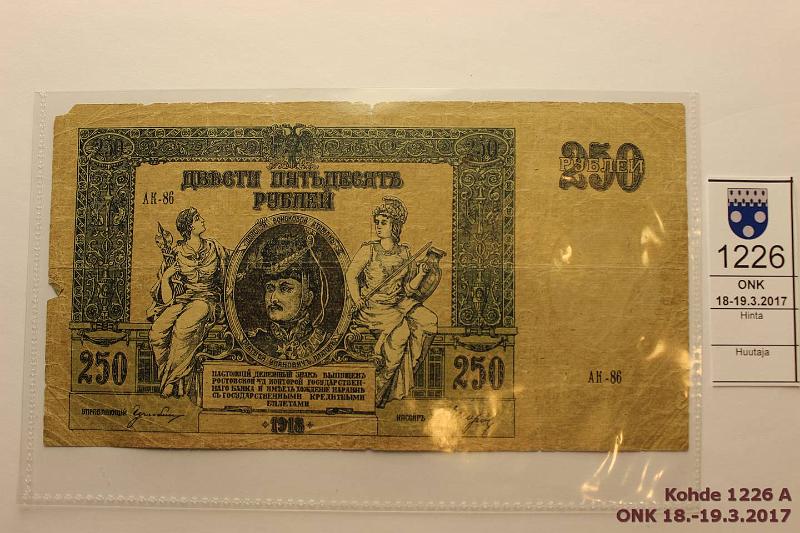 250
250
250
РУБЛЕЙ
ДВѢСТИ ПЯТЬДЕСЯТЪ
РУБЛЕЙ
АК-86
250
250
НАСТОЯЩІЙ ДЕНЕЖНЫЙ ЗНАКЪ ВЫПУЩЕНЪ
РОСТОВСКОЙ Н/Д КОНТОРОЙ ГОСУДАРСТВЕН-
НАГО БАНКА И ИМѢЕТЪ ХОЖДЕНІЕ НАРАВНѢ
СЪ ГОСУДАРСТВЕННЫМИ КРЕДИТНЫМИ
БИЛЕТАМИ
АК-86
УПРАВЛЯЮЩІЙ
КАССИРЪ
1918
1226
ONK
18-19.3.2017
Hinta
Huutaja
Kohde 1226 A
ONK 18.-19.3.2017